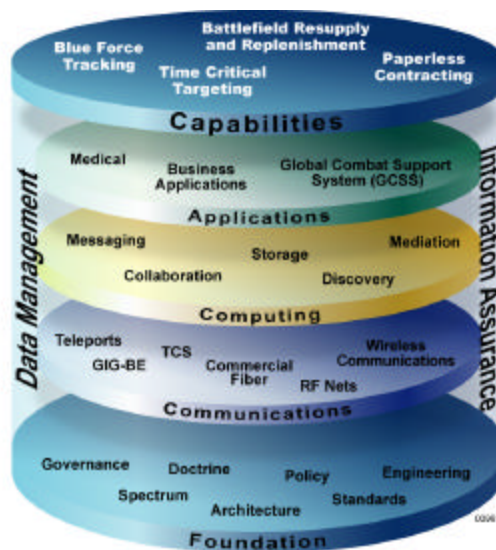 Battlefield Resupply
and Replenishment
Blue Force
Tracking
Paperless
Contracting
Time Critical
Targeting
Capabilities
Medical
Business
Applications
Global Combat Support
System (GCSS)
Applications
Messaging
Mediation
Storage
Collaboration
Discovery
Computing
Teleports
TCS
Wireless
Communications
GIG-BE
Commercial
Fiber
RF Nets
Communications
Governance
Doctrine
Policy
Engineering
Spectrum
Architecture
Standards
Foundation
Data Management
Information Assurance